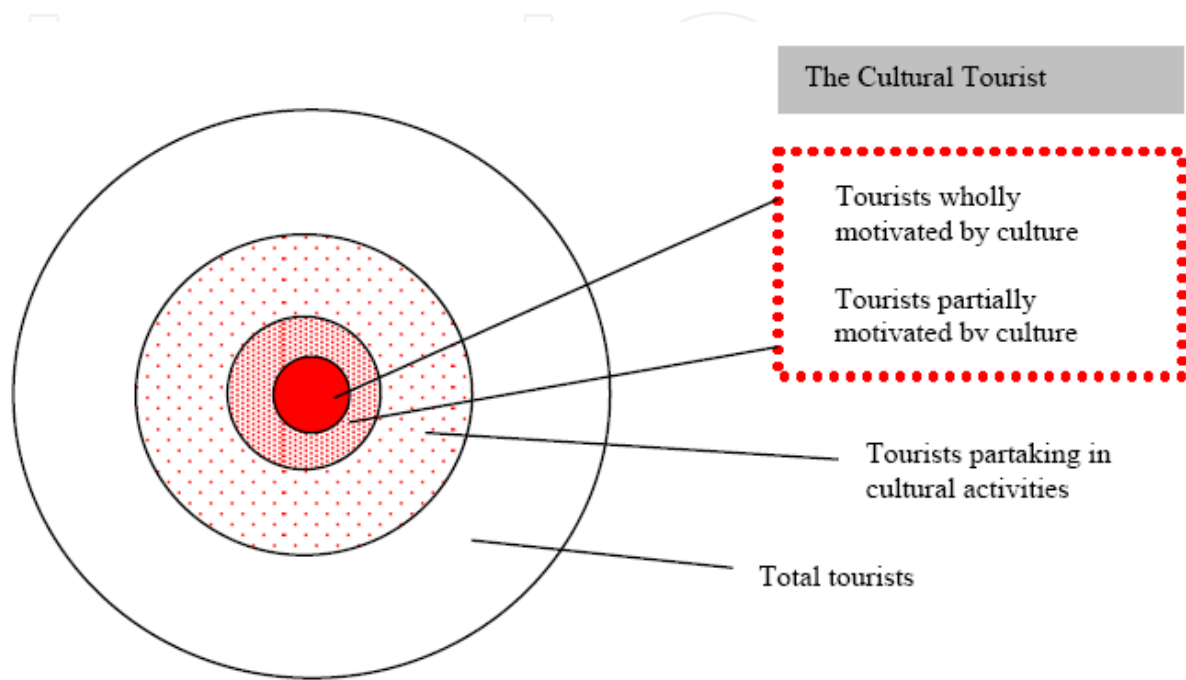 The Cultural Tourist
Tourists wholly
motivated by culture
Tourists partially
motivated by culture
Tourists partaking in
cultural activities
Total tourists